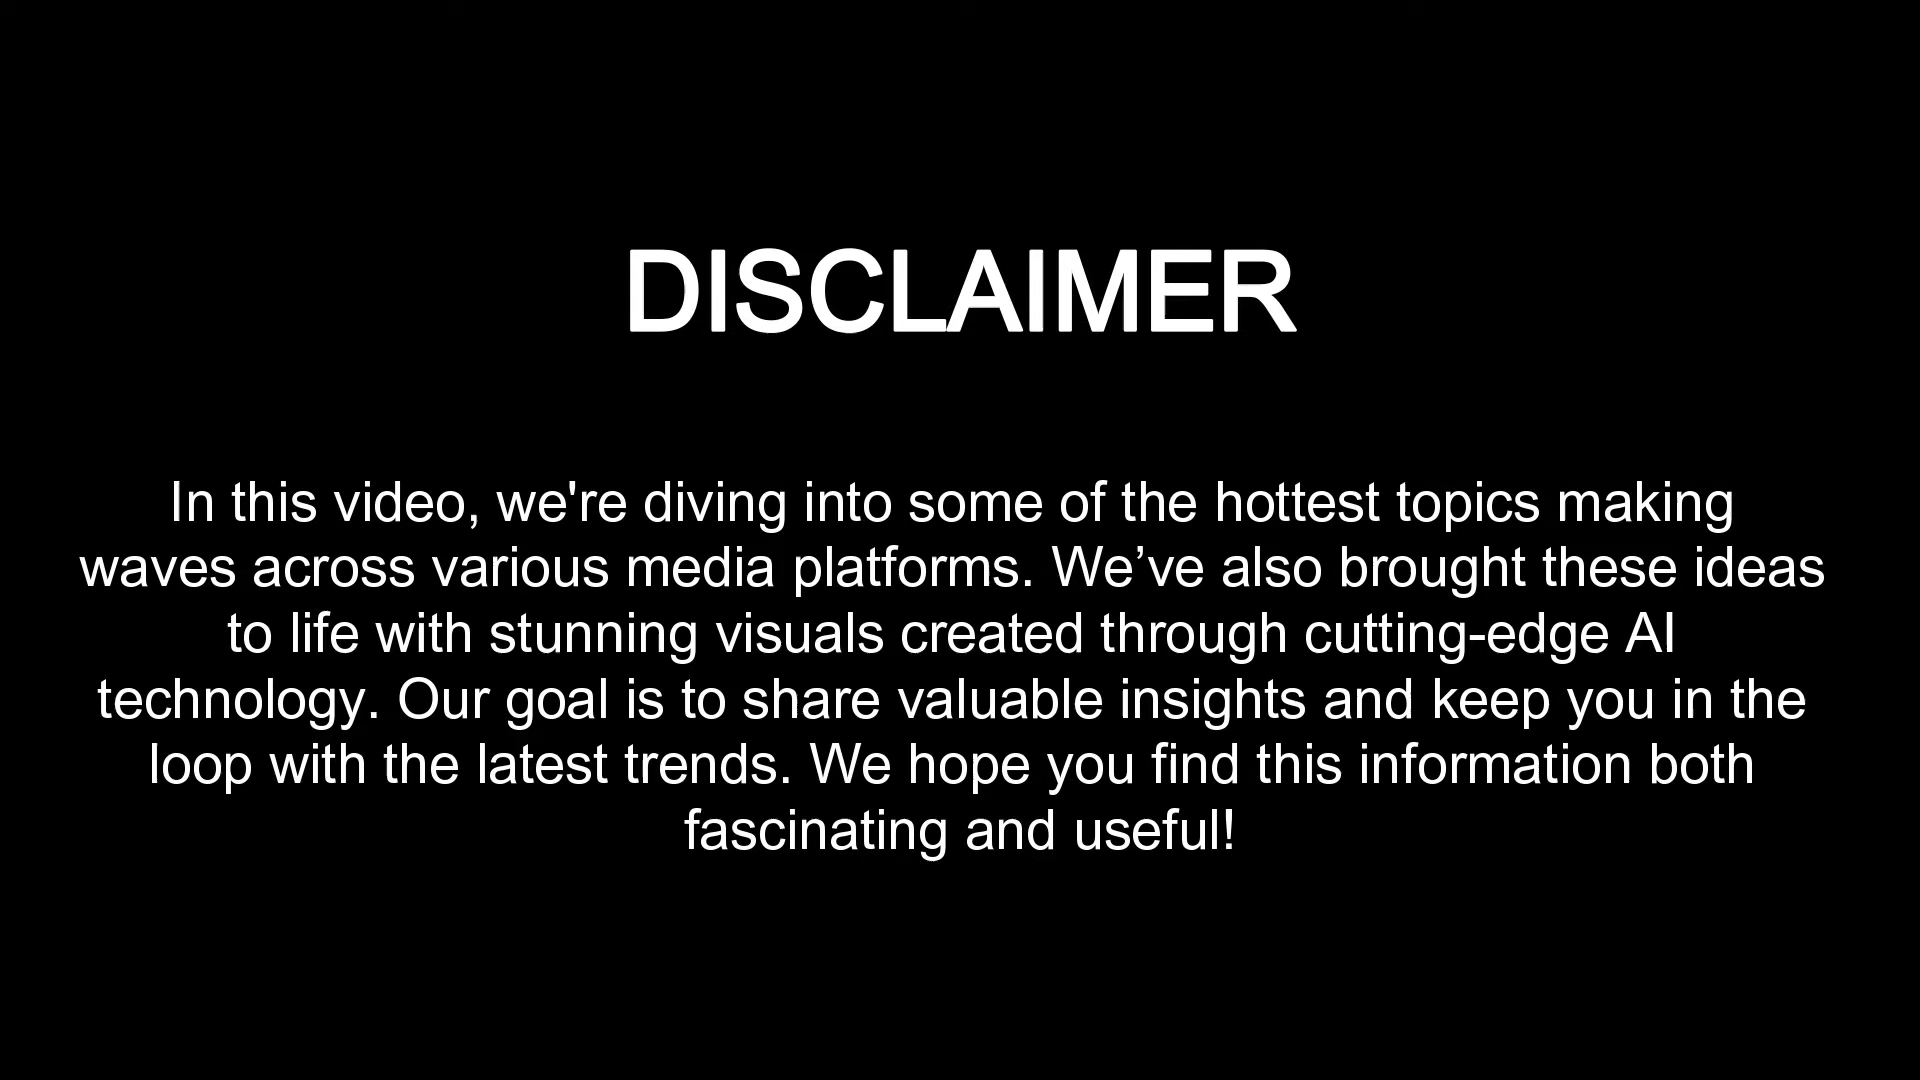 DISCLAIMER
In this video, we're diving into some of the hottest topics making
waves across various media platforms. We’ve also brought these ideas
to life with stunning visuals created through cutting-edge AI
technology. Our goal is to share valuable insights and keep you in the
loop with the latest trends. We hope you find this information both
fascinating and useful!